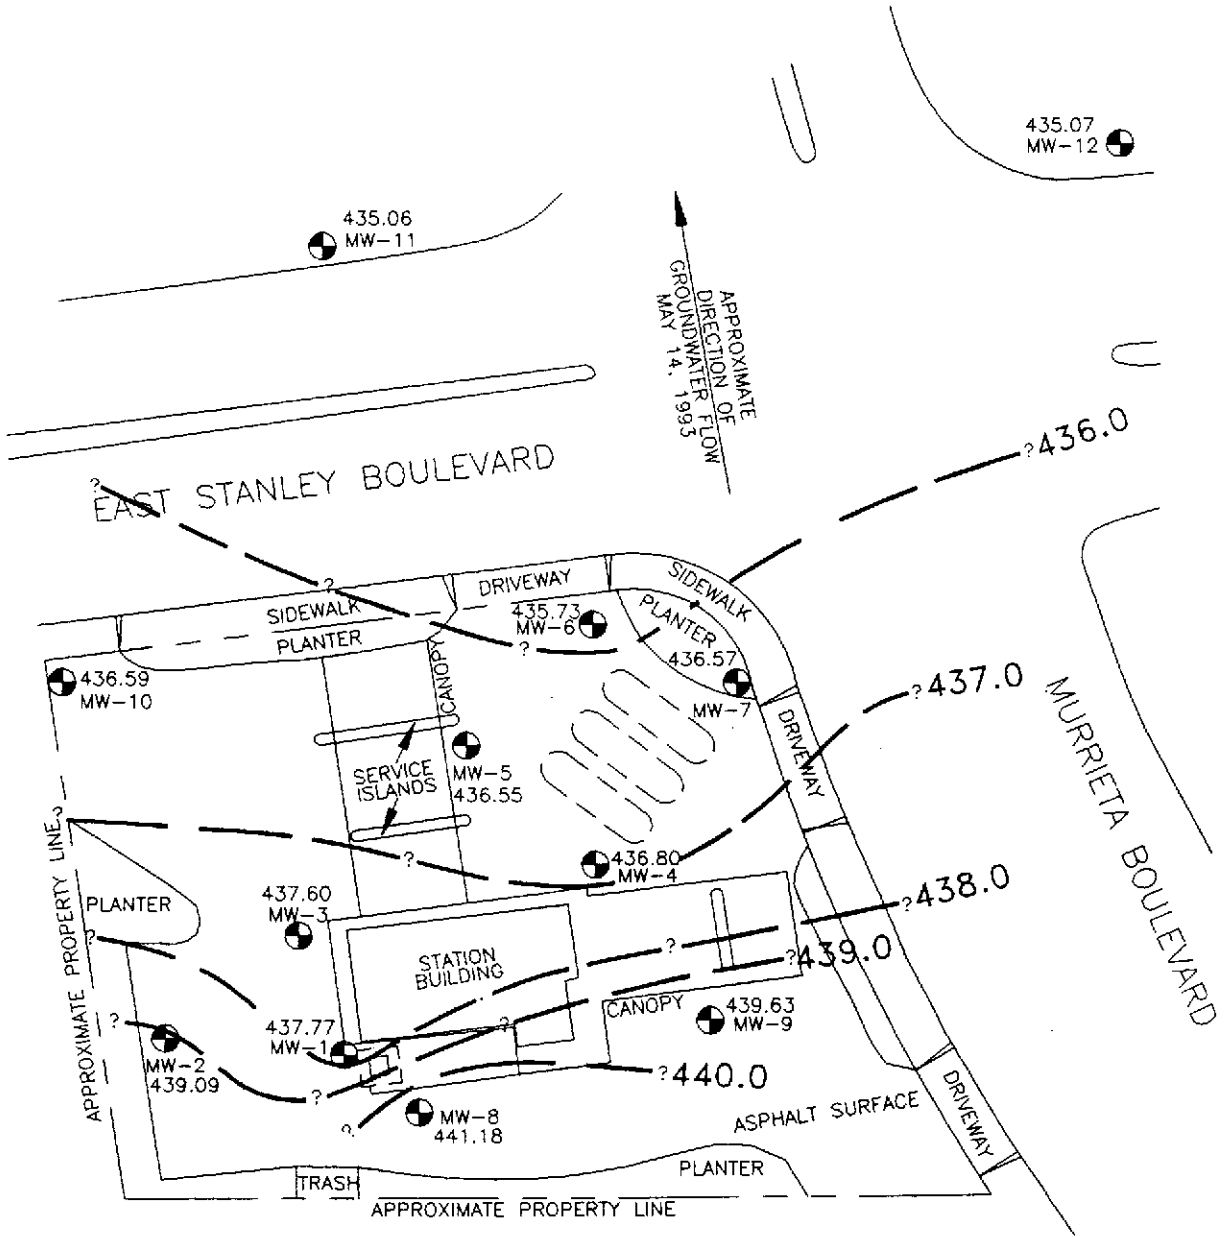 435.07
MW-12
435.06
MW-11
APPROXIMATE
DIRECTION OF
GROUNDWATER FLOW
MAY 14, 1993
?436.0
?
EAST STANLEY BOULEVARD
?
DRIVEWAY
SIDEWALK
SIDEWALK
PLANTER
PLANTER
435.73
MW-6
?
436.59
MW-10
CANOPY
436.57
MW-7
?437.0
MURRIETA BOULEVARD
DRIVEWAY
SERVICE
ISLANDS
MW-5
436.55
?
?
436.80
MW-4
APPROXIMATE PROPERTY LINE
PLANTER
437.60
MW-3
?438.0
?
?
STATION
BUILDING
?439.0
CANOPY
439.63
MW-9
?
?
437.77
MW-1
MW-2
439.09
?440.0
?
MW-8
441.18
?
ASPHALT SURFACE
DRIVEWAY
TRASH
PLANTER
APPROXIMATE PROPERTY LINE